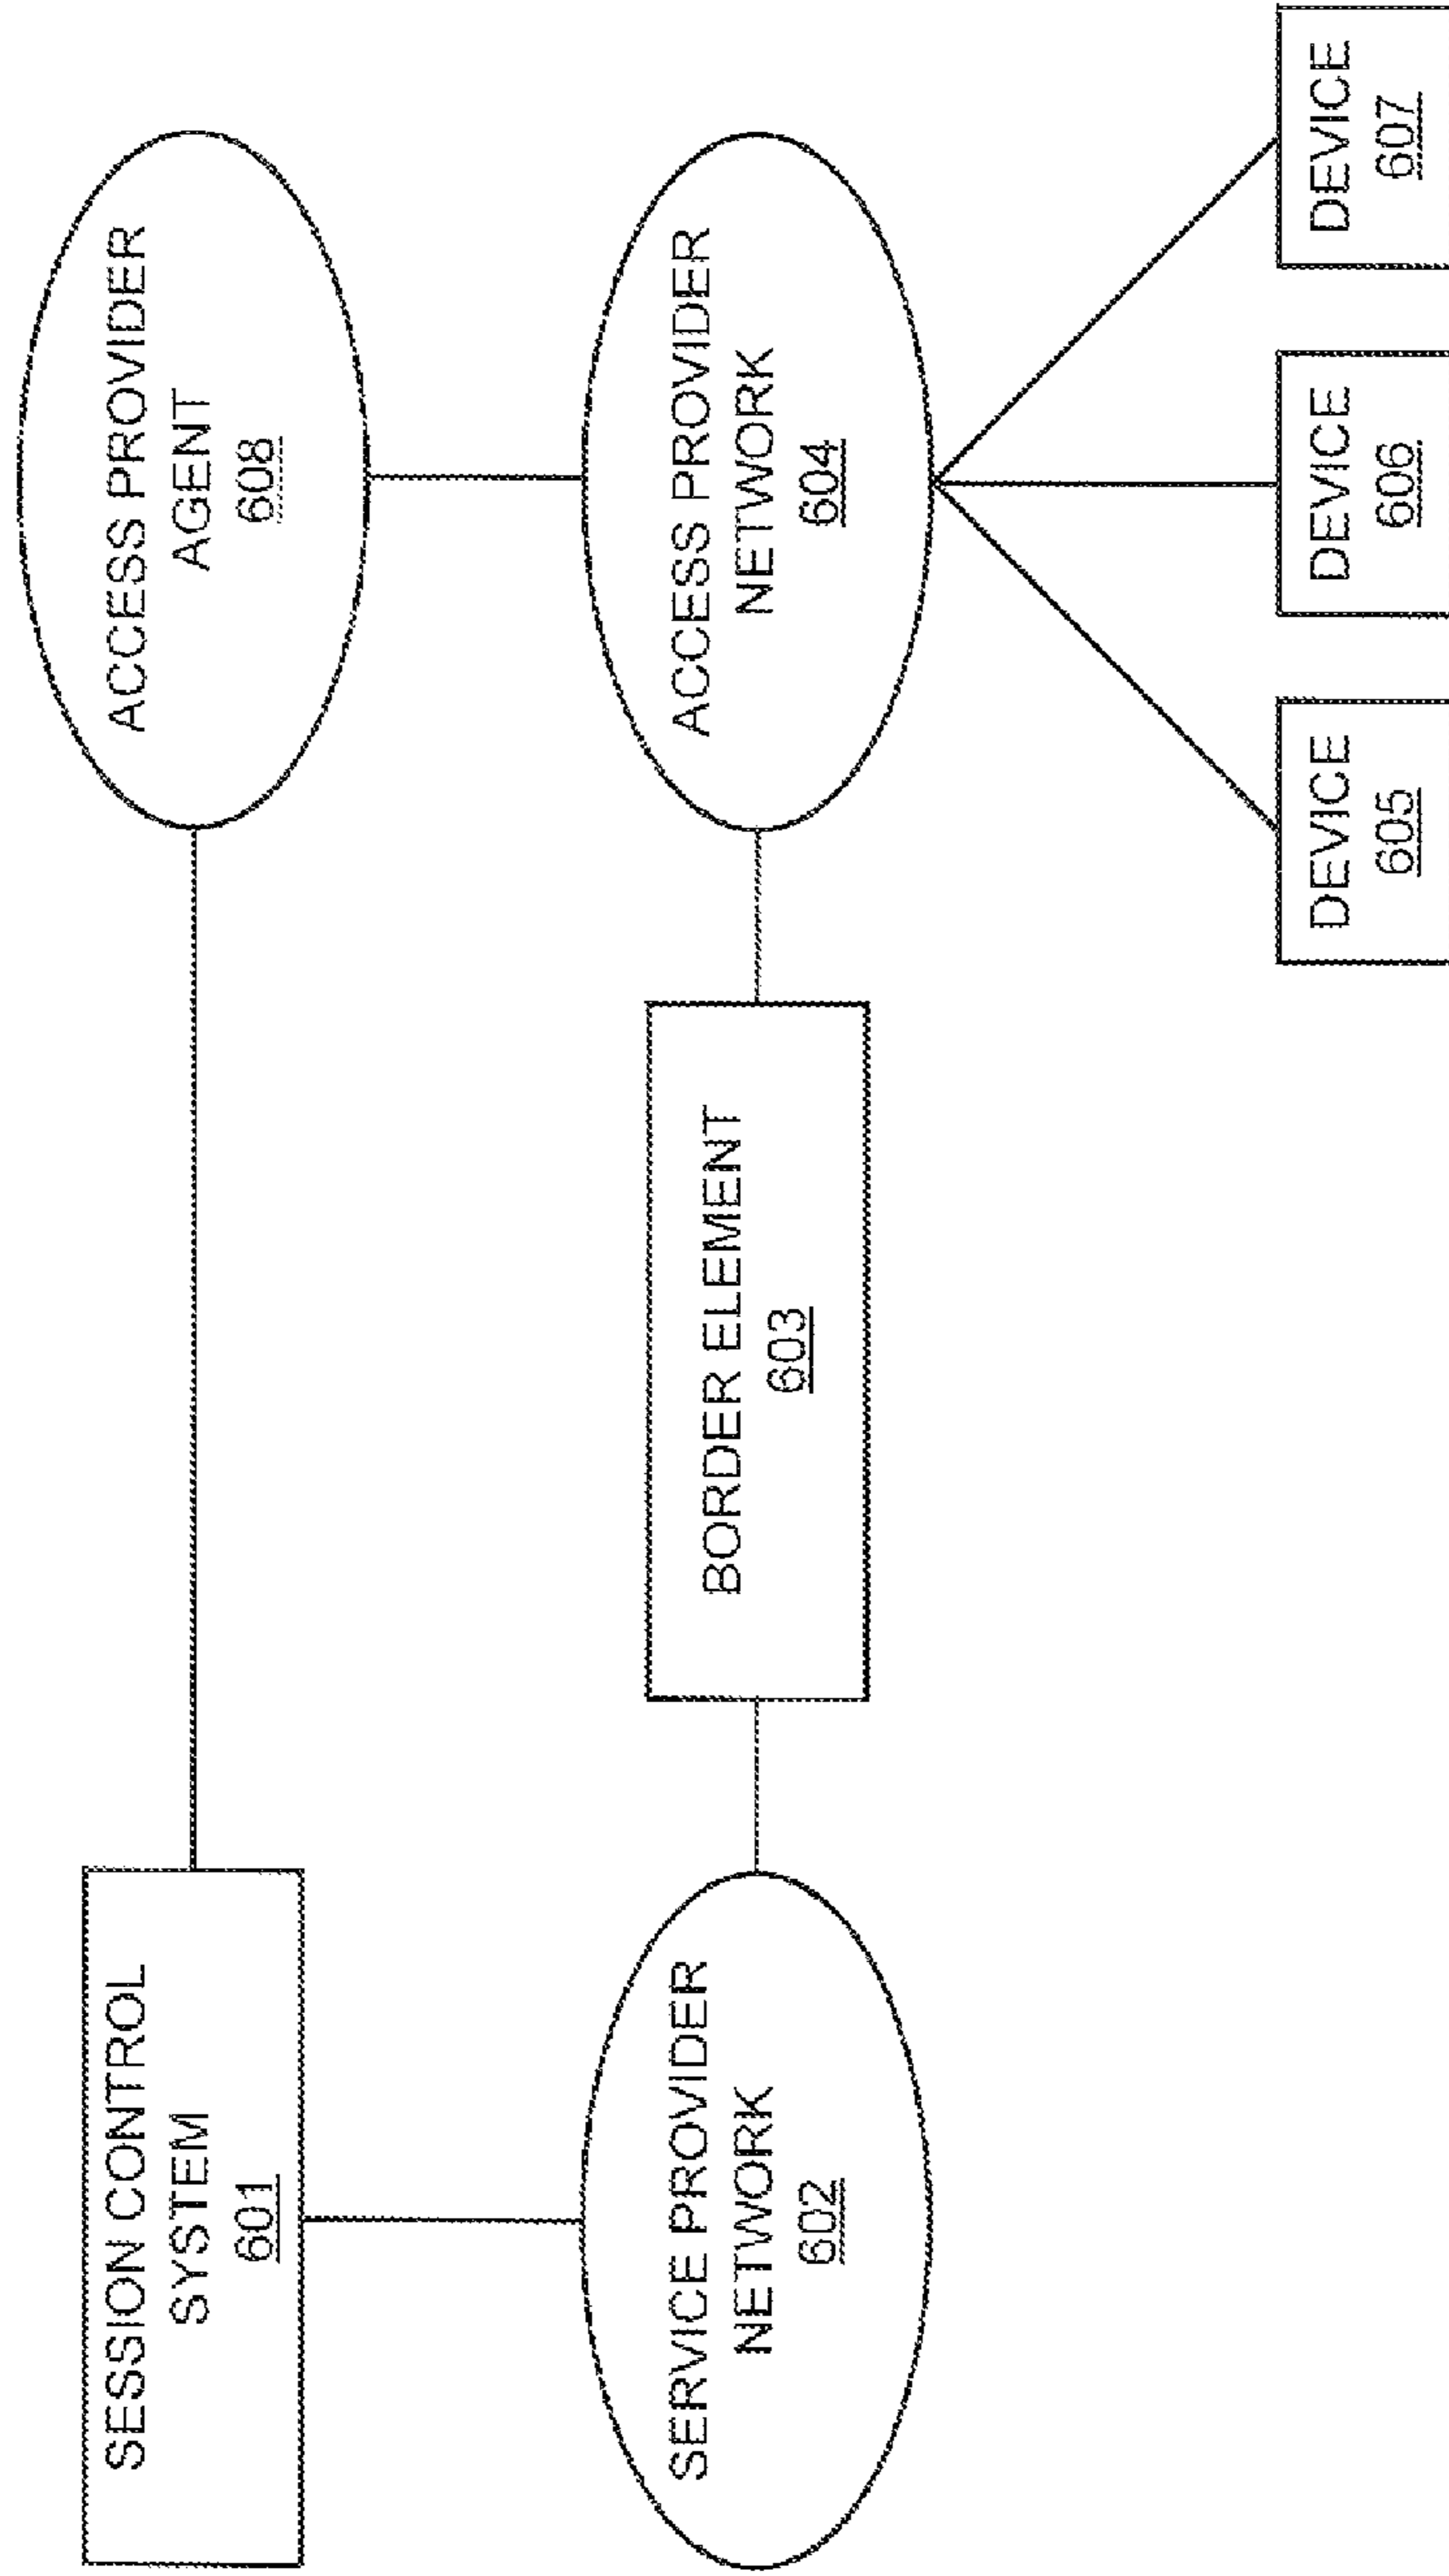 SESSION CONTROL
SYSTEM
601
ACCESS PROVIDER
AGENT
608
SERVICE PROVIDER
NETWORK
602
BORDER ELEMENT
603
ACCESS PROVIDER
NETWORK
604
DEVICE
605
DEVICE
606
DEVICE
607